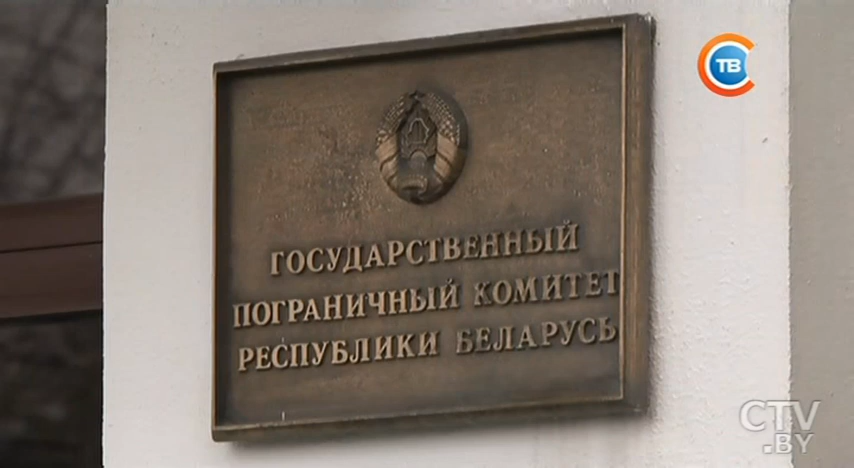 ТВ
ГОСУДАРСТВЕННЫЙ
ПОГРАНИЧНЫЙ КОМИТЕТ
РЕСПУБЛИКИ БЕЛАРУСЬ
CTV
.BY